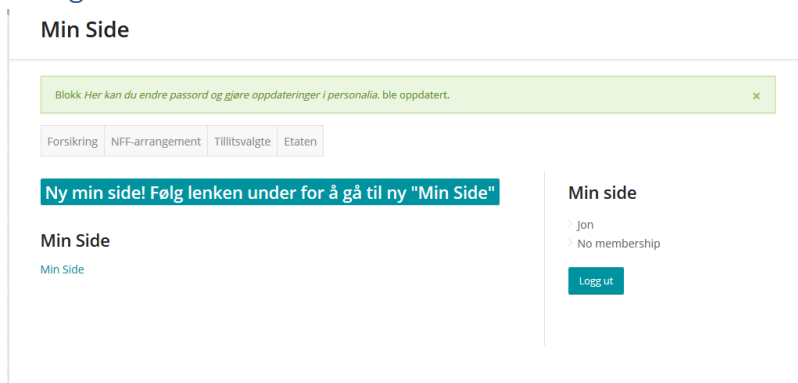 Min Side
Blokk Her kan du endre passord og gjøre oppdateringer i personalia. ble oppdatert.
×
Forsikring NFF-arrangement Tillitsvalgte Etaten
Ny min side! Følg lenken under for å gå til ny "Min Side"
Min Side
Min Side
Min side
Jon
No membership
Logg ut